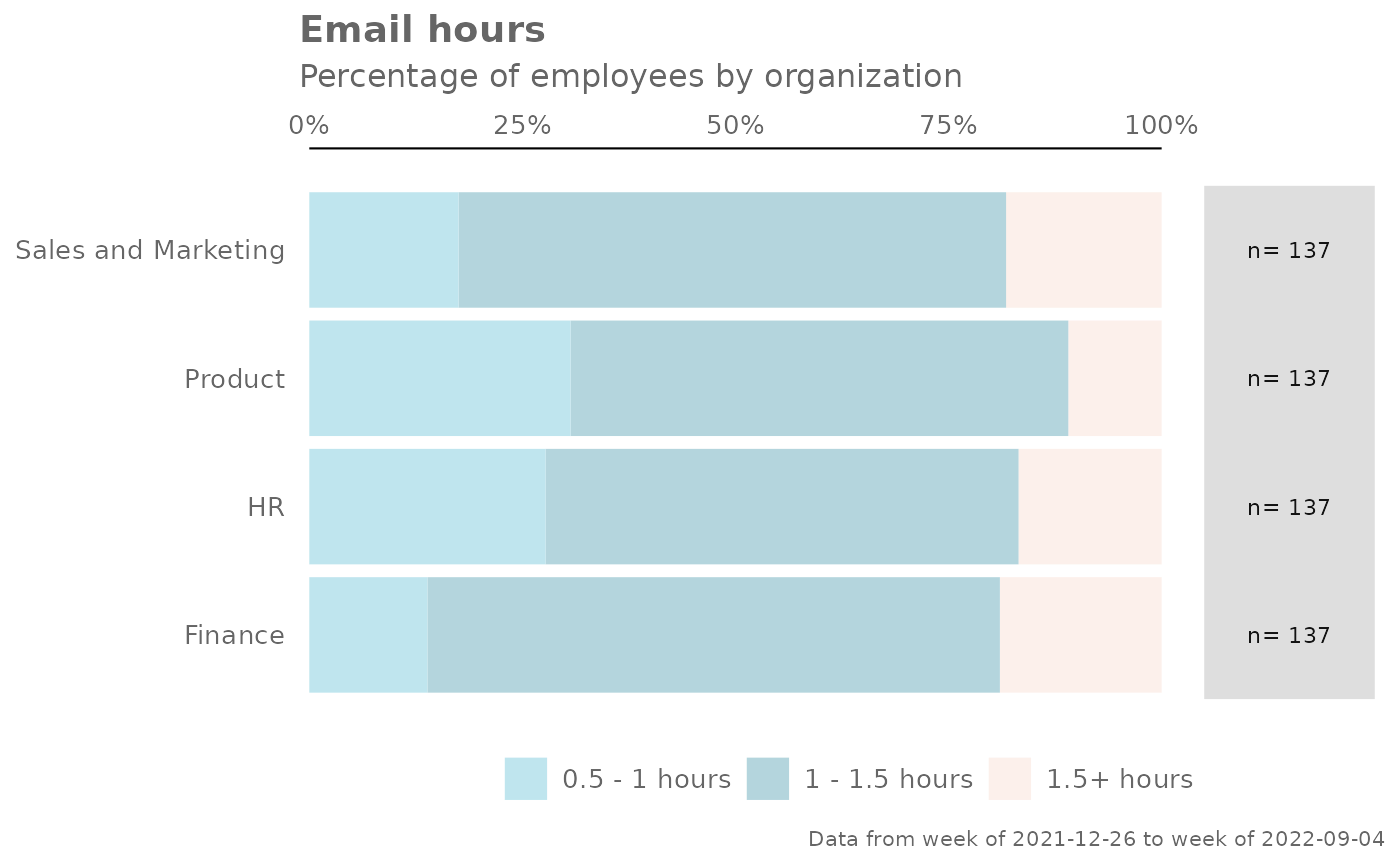 Email hours
Percentage of employees by organization
0% 25% 50% 75% 100%
Sales and Marketing n= 137
Product n= 137
HR n= 137
Finance n= 137
0.5 - 1 hours 1 - 1.5 hours 1.5+ hours
Data from week of 2021-12-26 to week of 2022-09-04